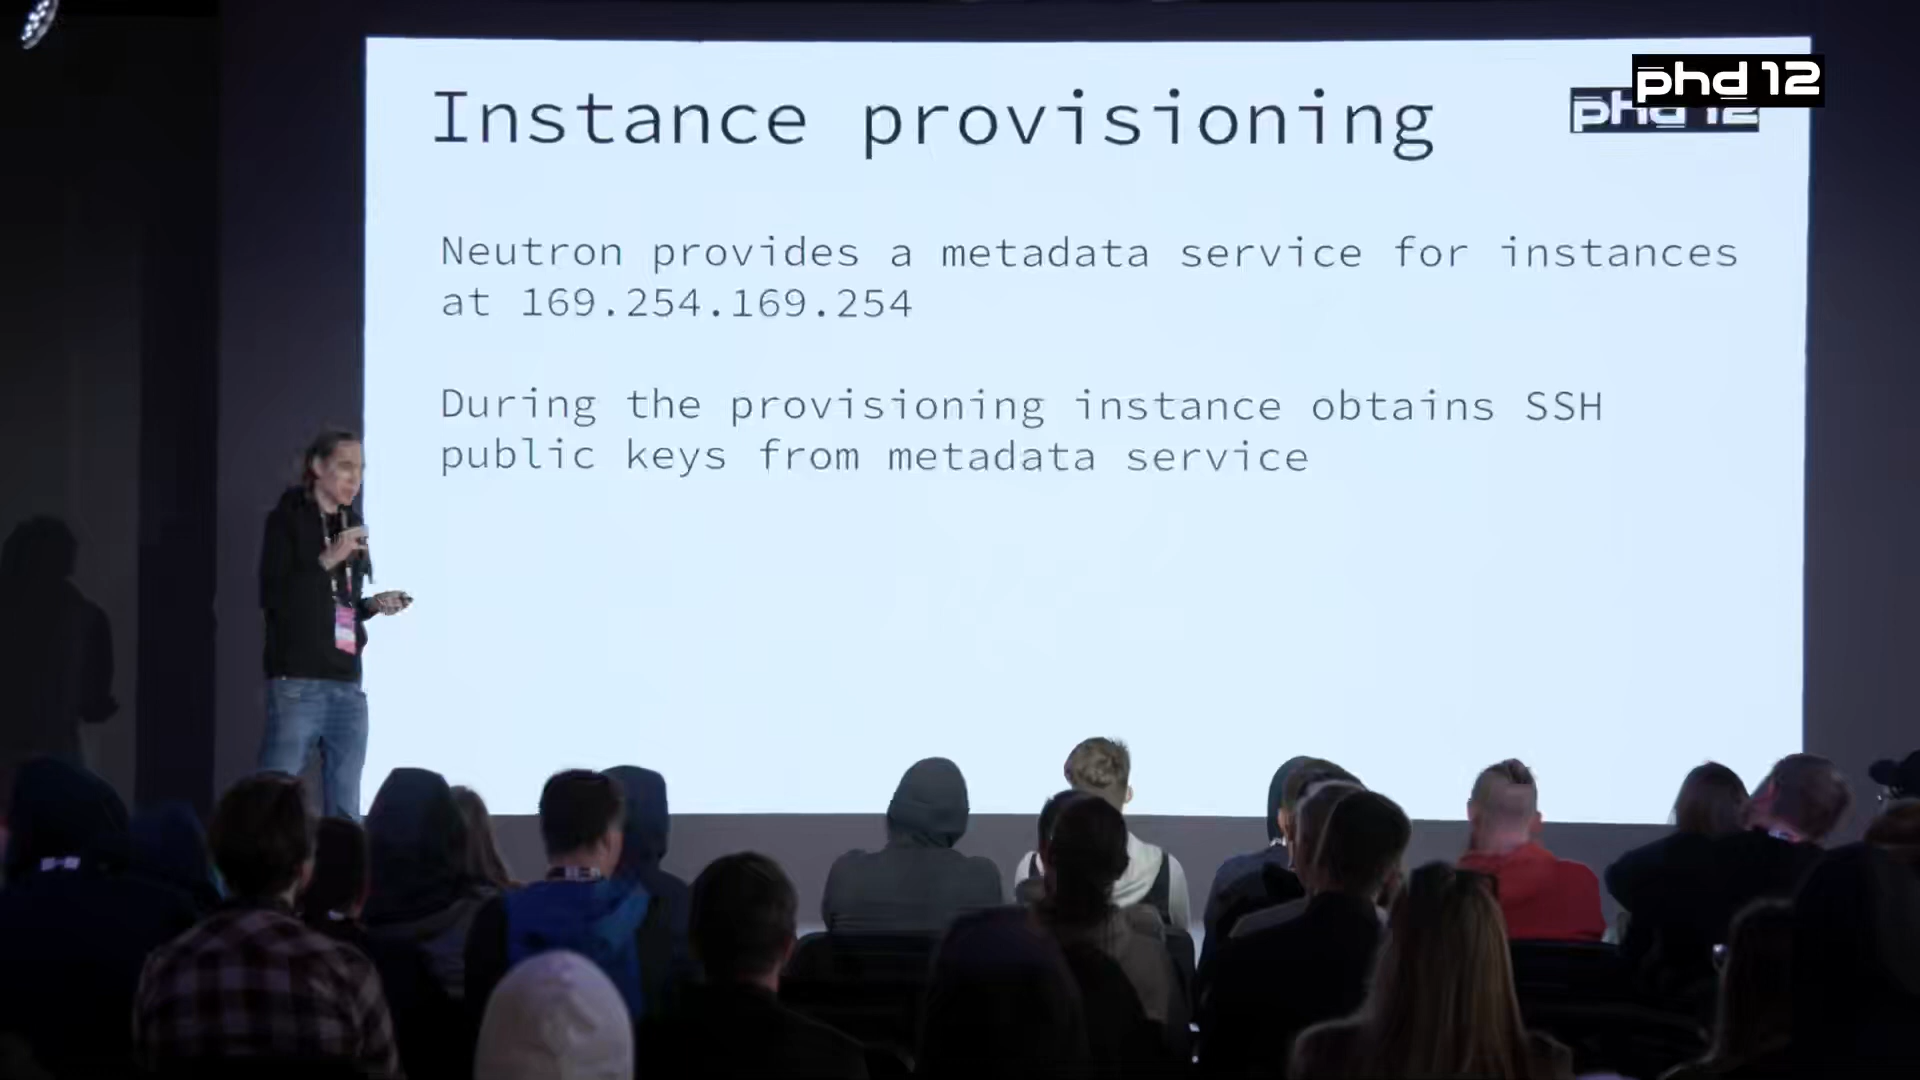 Instance provisioning
phd 12
phd 12
Neutron provides a metadata service for instances
at 169.254.169.254
During the provisioning instance obtains SSH
public keys from metadata service